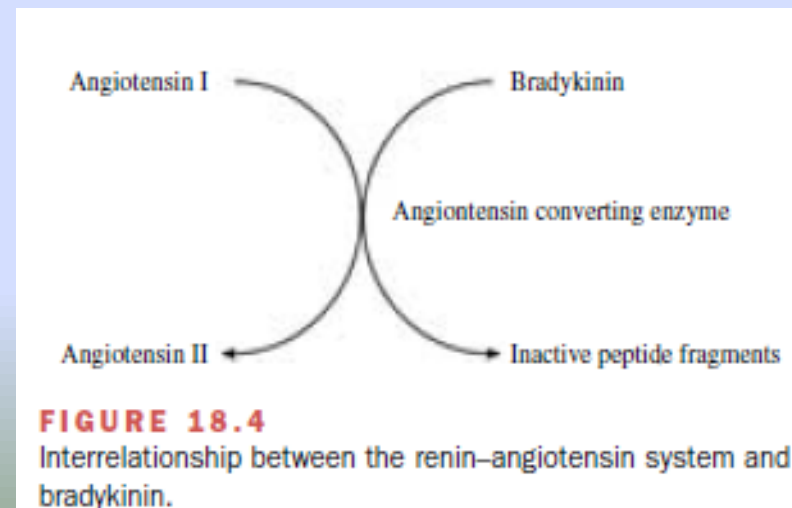 Angiotensin I
Bradykinin
Angiontensin converting enzyme
Angiotensin II
Inactive peptide fragments
FIGURE 18.4
Interrelationship between the renin–angiotensin system and
bradykinin.